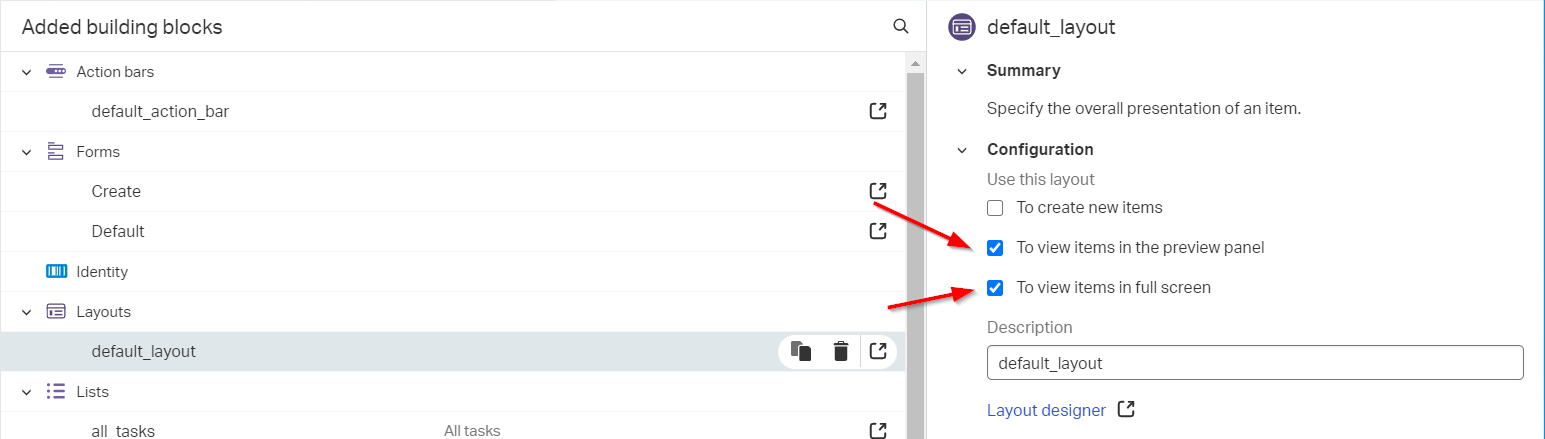 Added building blocks
Action bars
default_action_bar
Forms
Create
Default
Identity
Layouts
default_layout
Lists
all_tasks All tasks
default_layout
Summary
Specify the overall presentation of an item.
Configuration
Use this layout
To create new items
To view items in the preview panel
To view items in full screen
Description
default_layout
Layout designer